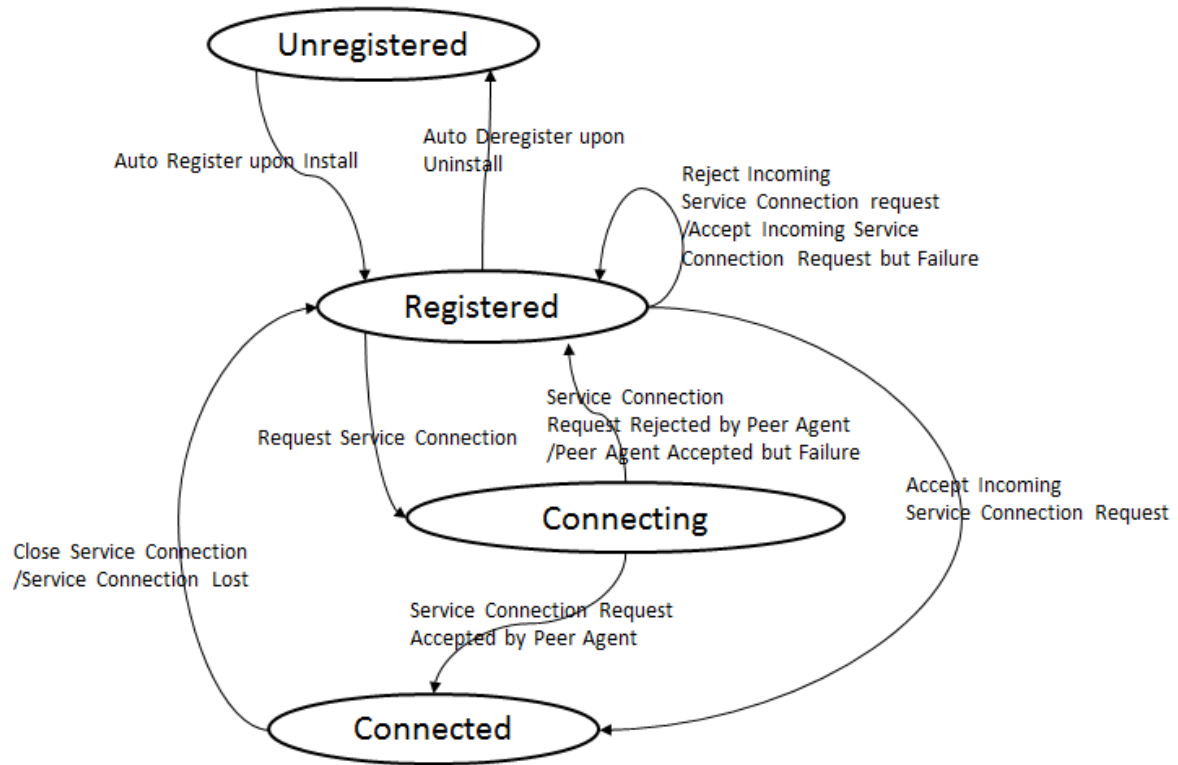 Unregistered
Auto Register upon Install
Auto Deregister upon
Uninstall
Reject Incoming
Service Connection request
/Accept Incoming Service
Connection Request but Failure
Registered
Request Service Connection
Service Connection
Request Rejected by Peer Agent
/Peer Agent Accepted but Failure
Accept Incoming
Service Connection Request
Connecting
Close Service Connection
/Service Connection Lost
Service Connection Request
Accepted by Peer Agent
Connected